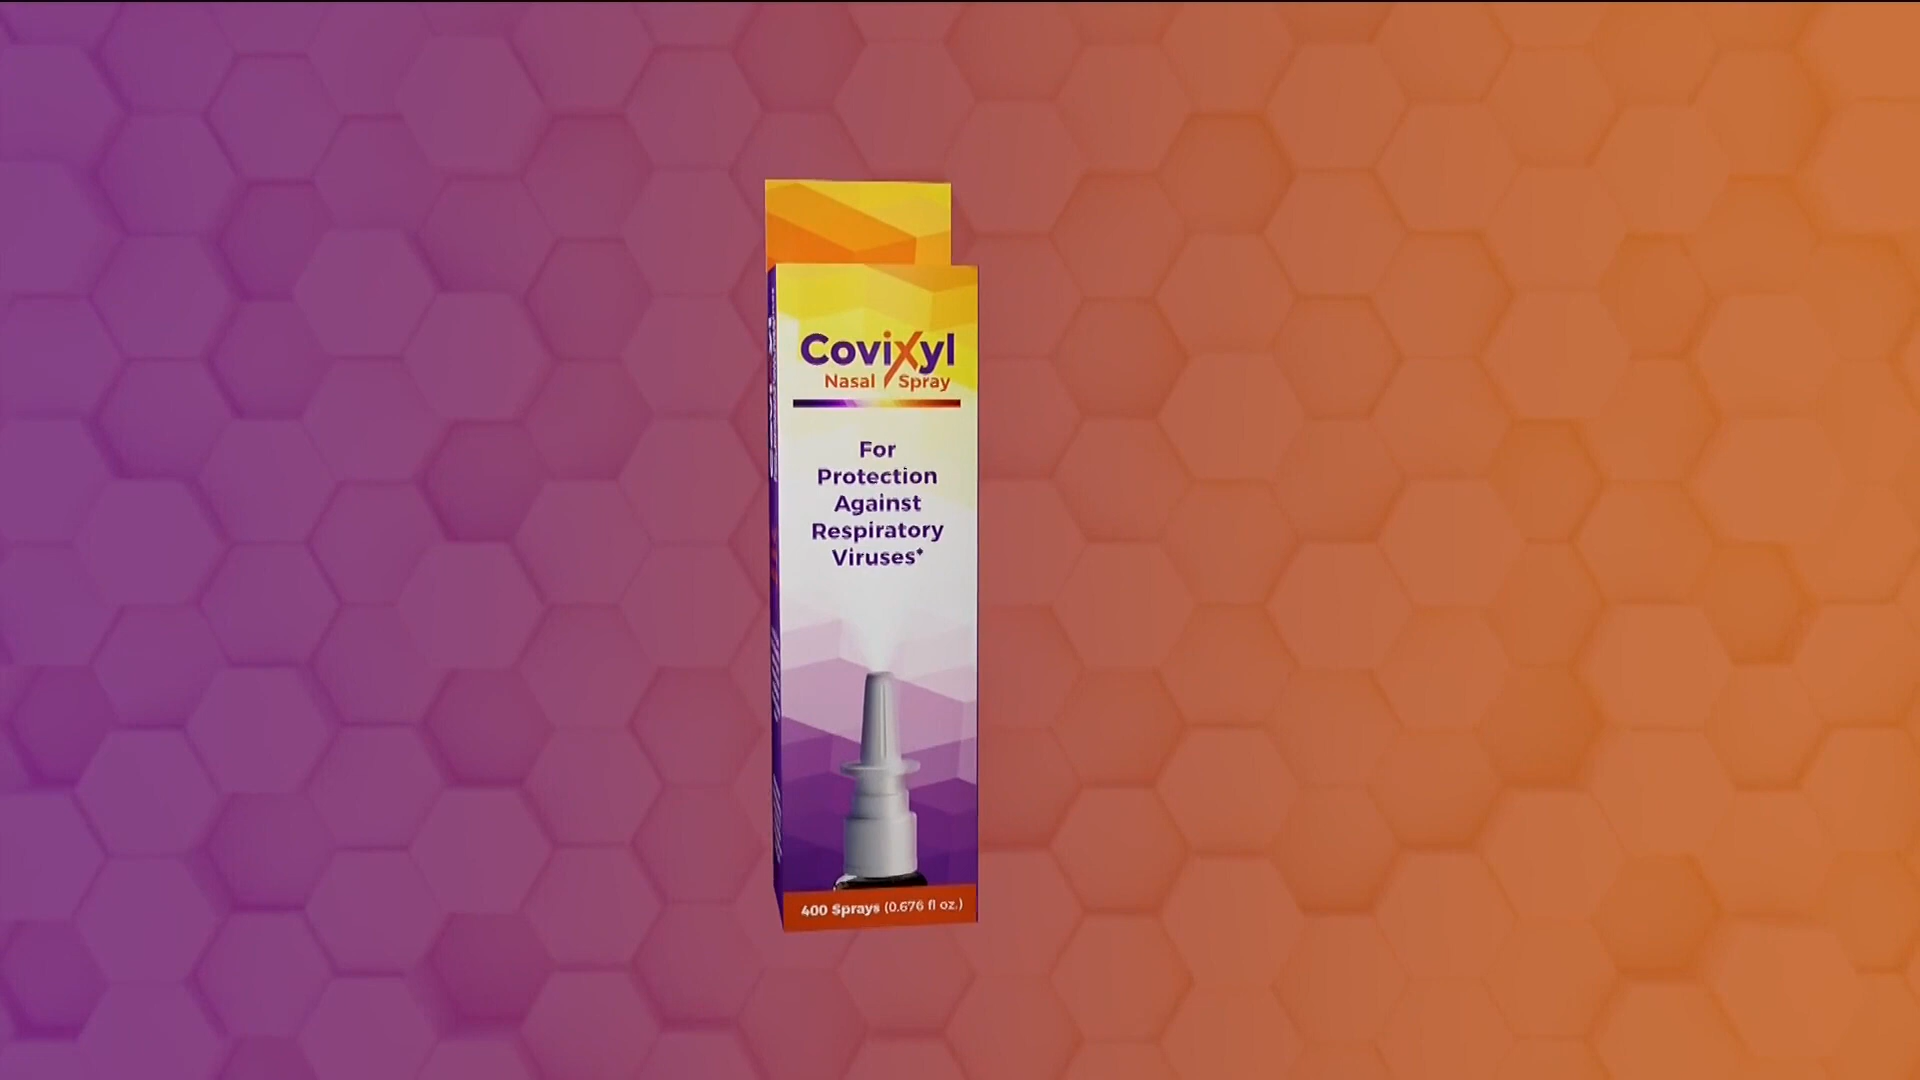 Covixyl
Nasal Spray
For
Protection
Against
Respiratory
Viruses*
400 Sprays (0.676 fl oz.)